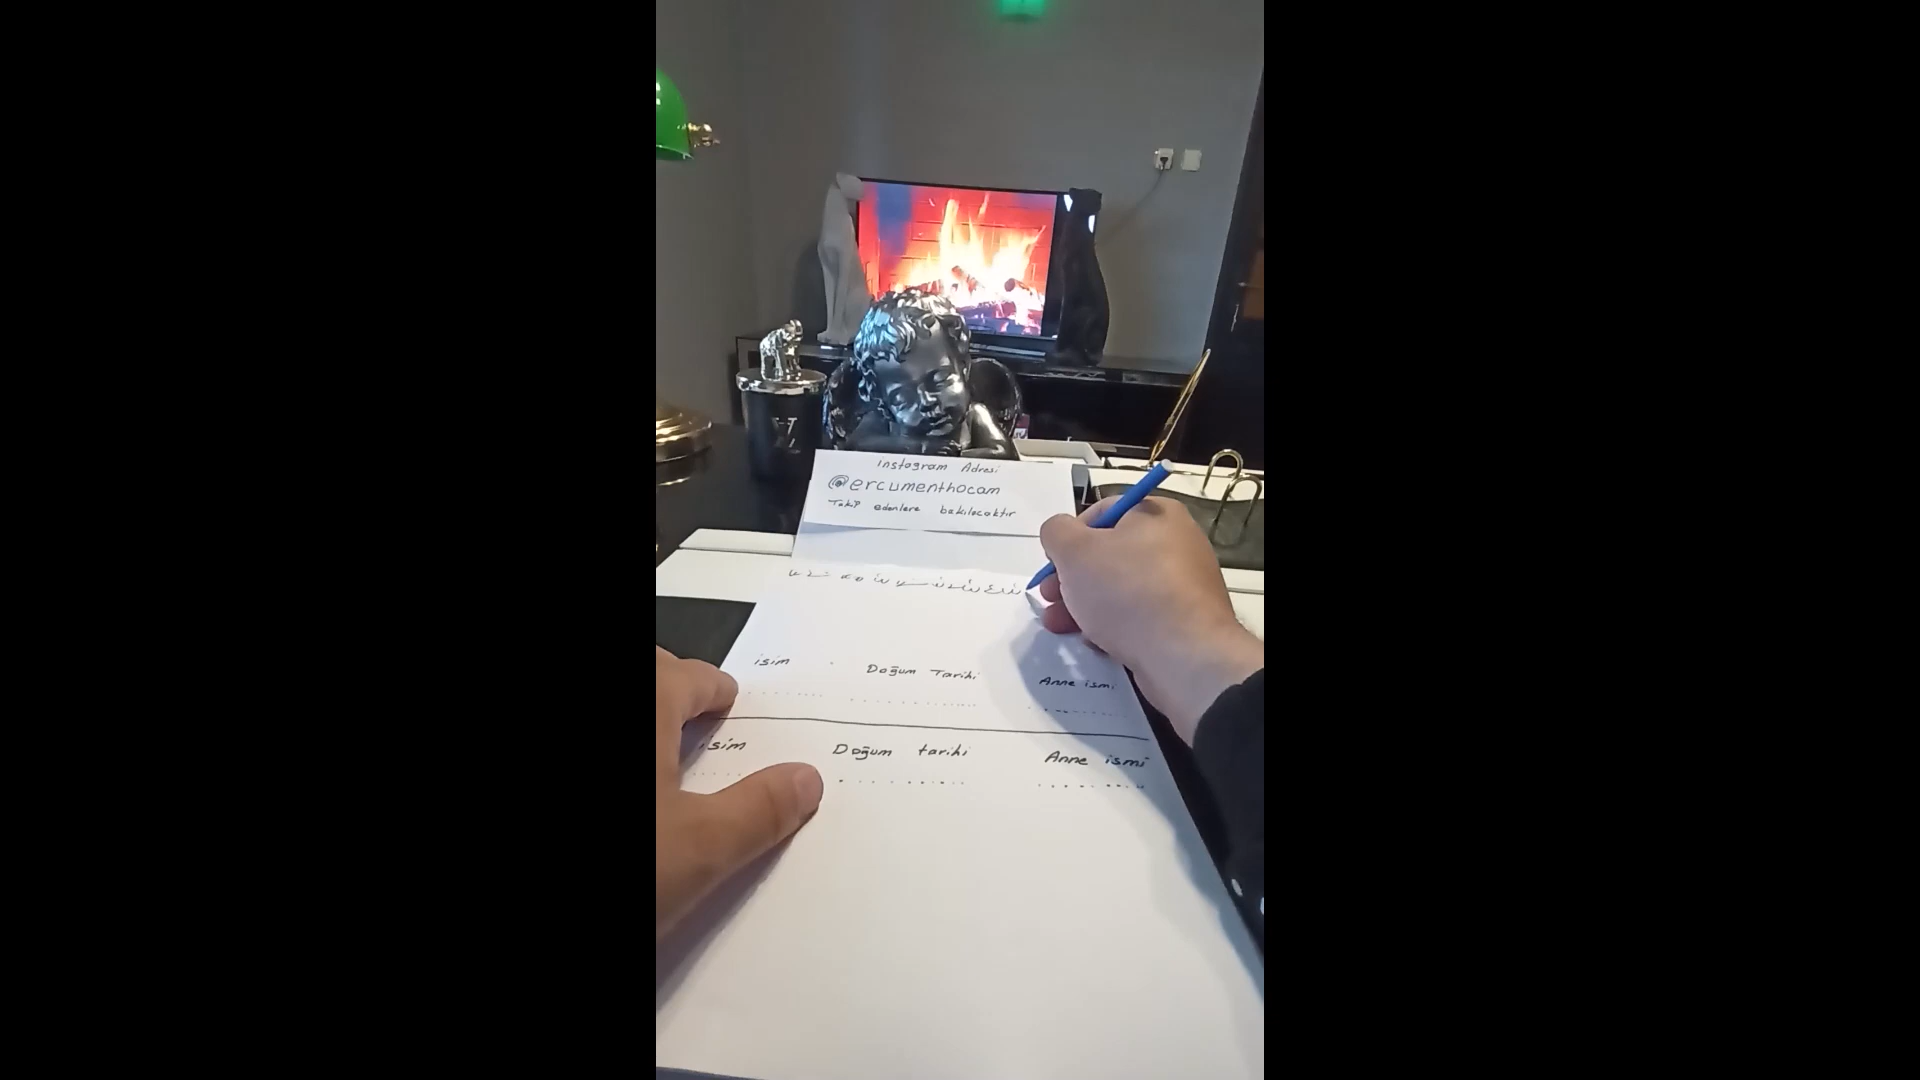 instagram Adresi
@ercumenthocam
Takip edenlere bakılacaktır
isim Doğum Tarihi Anne ismi
isim Doğum tarihi Anne ismi